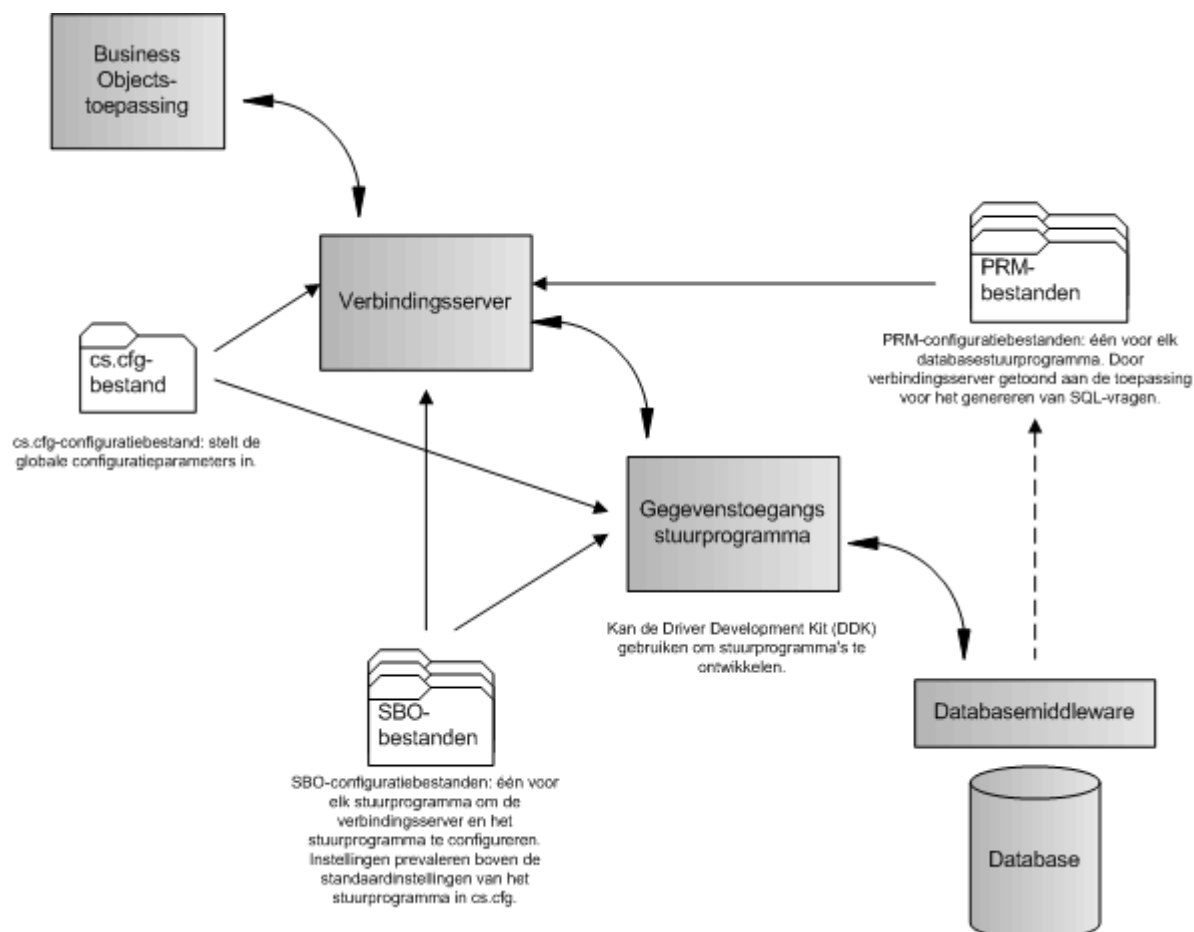 Business
Objects-
toepassing
Verbindingsserver
PRM-
bestanden
PRM-configuratiebestanden: één voor elk
databasestuurprogramma. Door
verbindingsserver getoond aan de toepassing
voor het genereren van SQL-vragen.
cs.cfg-
bestand
cs.cfg-configuratiebestand: stelt de
globale configuratieparameters in.
Gegevenstoegangs
stuurprogramma
Kan de Driver Development Kit (DDK)
gebruiken om stuurprogramma's te
ontwikkelen.
SBO-
bestanden
SBO-configuratiebestanden: één voor
elk stuurprogramma om de
verbindingsserver en het
stuurprogramma te configureren.
Instellingen prevaleren boven de
standaardinstellingen van het
stuurprogramma in cs.cfg.
Databasemiddleware
Database